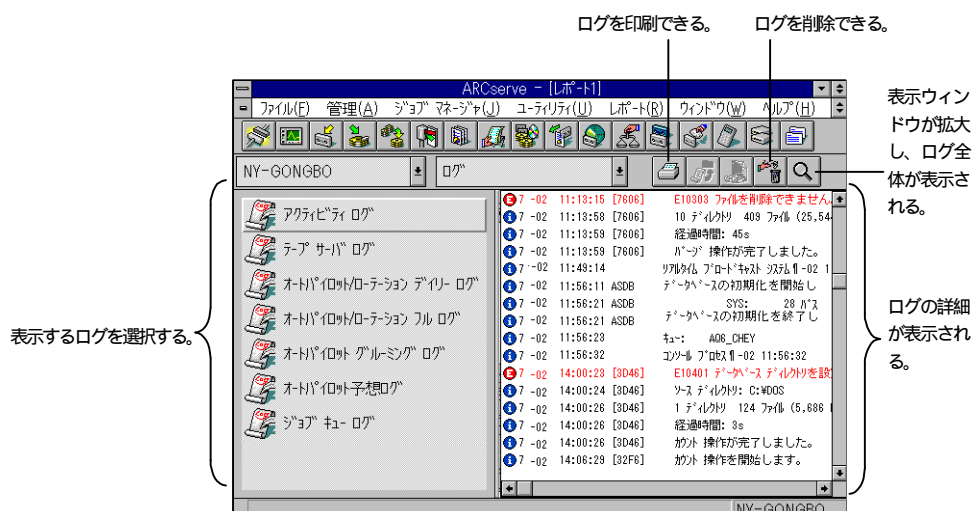 ログを印刷できる。
ログを削除できる。
ARCserve - [ﾚﾎﾟｰﾄ1]
ﾌｧｲﾙ(F) 管理(A) ｼﾞｮﾌﾞ ﾏﾈｰｼﾞｬ(J) ﾕｰﾃｨﾘﾃｨ(U) ﾚﾎﾟｰﾄ(R) ｳｨﾝﾄﾞｳ(W) ﾍﾙﾌﾟ(H)
表示ウィン
ドウが拡大
し、ログ全
体が表示さ
れる。
NY-GONGBO
ﾛｸﾞ
表示するログを選択する。
ｱｸﾃｨﾋﾞﾃｨ ﾛｸﾞ
ﾃｰﾌﾟ ｻｰﾊﾞ ﾛｸﾞ
ｵｰﾄﾊﾟｲﾛｯﾄ/ﾛｰﾃｰｼｮﾝ ﾃﾞｲﾘｰ ﾛｸﾞ
ｵｰﾄﾊﾟｲﾛｯﾄ/ﾛｰﾃｰｼｮﾝ ﾌﾙ ﾛｸﾞ
ｵｰﾄﾊﾟｲﾛｯﾄ ｸﾞﾙｰﾐﾝｸﾞ ﾛｸﾞ
ｵｰﾄﾊﾟｲﾛｯﾄ予想ﾛｸﾞ
ｼﾞｮﾌﾞ ｷｭｰ ﾛｸﾞ
7 -02 11:13:15 [7606] E10303 ﾌｧｲﾙを削除できません。
7 -02 11:13:58 [7606] 10 ﾃﾞｨﾚｸﾄﾘ 409 ﾌｧｲﾙ (25,54
7 -02 11:13:59 [7606] 経過時間: 45s
7 -02 11:13:59 [7606] ﾊﾟｰｼﾞ 操作が完了しました。
7 -02 11:49:14 ﾘｱﾙﾀｲﾑ ﾌﾞﾛｰﾄﾞｷｬｽﾄ ｼｽﾃﾑ ¶-02 1
7 -02 11:56:11 ASDB ﾃﾞｰﾀﾍﾞｰｽの初期化を開始し
7 -02 11:56:21 ASDB SYS: 28 ﾊﾟｽ
7 -02 11:56:21 ASDB ﾃﾞｰﾀﾍﾞｰｽの初期化を終了し
7 -02 11:56:23 ｷｭｰ: AQ6_CHEY
7 -02 11:56:32 ｺﾝｿｰﾙ ﾌﾟﾛｾｽ ¶-02 11:56:32
7 -02 14:00:23 [3D46] E10401 ﾃﾞｰﾀﾍﾞｰｽ ﾃﾞｨﾚｸﾄﾘを設
7 -02 14:00:24 [3D46] ｿｰｽ ﾃﾞｨﾚｸﾄﾘ: C:¥DOS
7 -02 14:00:26 [3D46] 1 ﾃﾞｨﾚｸﾄﾘ 124 ﾌｧｲﾙ (5,686
7 -02 14:00:26 [3D46] 経過時間: 3s
7 -02 14:00:26 [3D46] ｶｳﾝﾄ 操作が完了しました。
7 -02 14:06:29 [32F6] ｶｳﾝﾄ 操作を開始します。
ログの詳細
が表示され
る。
NY-GONGBO